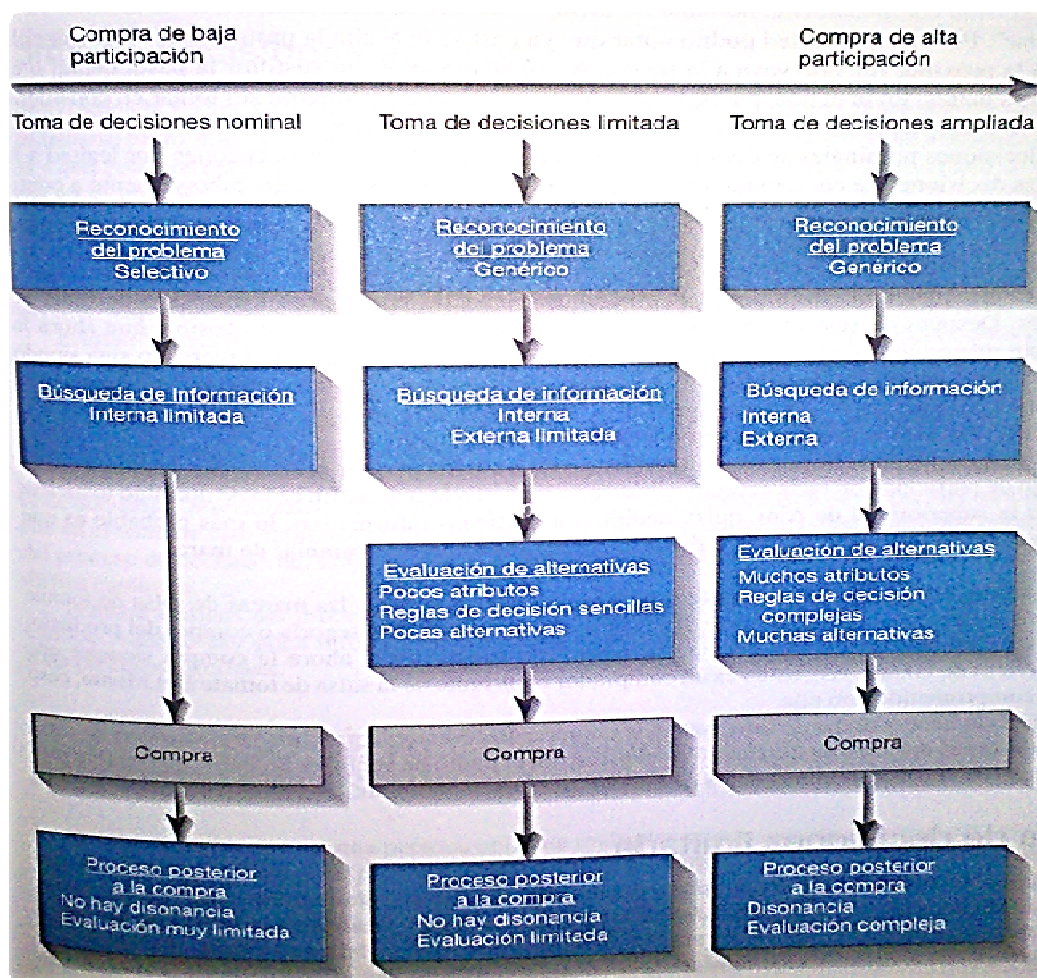 Compra de baja
participación
Compra de alta
participación
Toma de decisiones nominal
Toma de decisiones limitada
Toma de decisiones ampliada
Reconocimiento
del problema
Selectivo
Reconocimiento
del problema
Genérico
Reconocimiento
del problema
Genérico
Búsqueda de Información
Interna limitada
Búsqueda de información
Interna
Externa limitada
Búsqueda de información
Interna
Externa
Evaluación de alternativas
Pocos atributos
Reglas de decisión sencillas
Pocas alternativas
Evaluación de alternativas
Muchos atributos
Reglas de decisión
complejas
Muchas alternativas
Compra
Compra
Compra
Proceso posterior
a la compra
No hay disonancia
Evaluación muy limitada
Proceso posterior
a la compra
No hay disonancia
Evaluación limitada
Proceso posterior
a la compra
Disonancia
Evaluación compleja